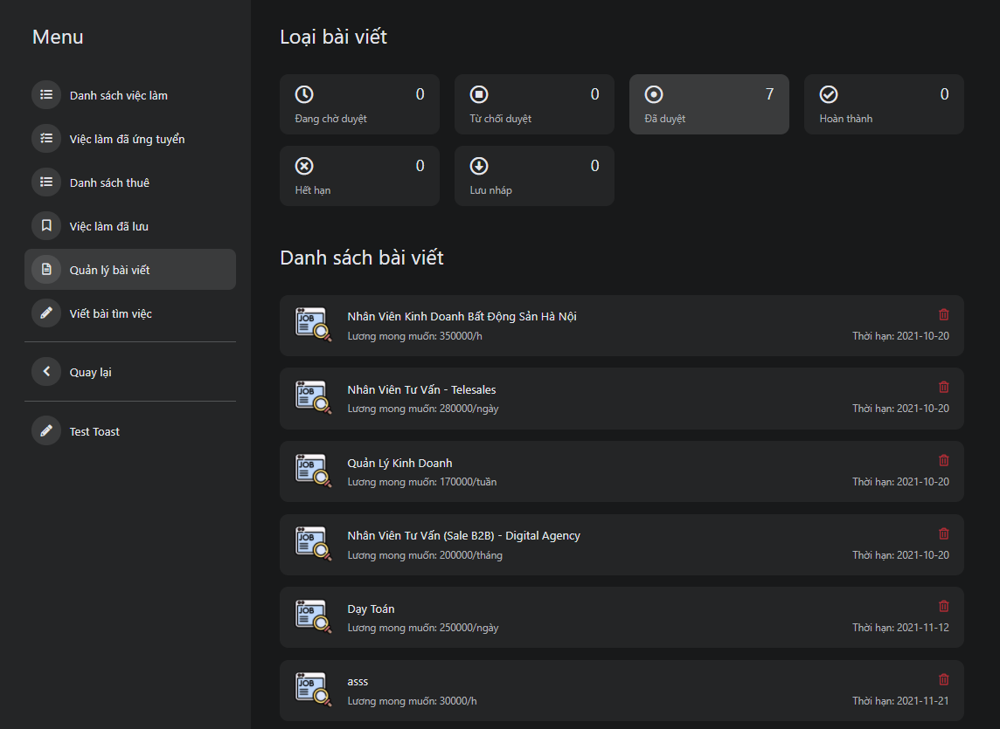 Menu
Danh sách việc làm
Việc làm đã ứng tuyển
Danh sách thuê
Việc làm đã lưu
Quản lý bài viết
Viết bài tìm việc
Quay lại
Test Toast
Loại bài viết
0
Đang chờ duyệt
0
Từ chối duyệt
7
Đã duyệt
0
Hoàn thành
0
Hết hạn
0
Lưu nháp
Danh sách bài viết
JOB
Nhân Viên Kinh Doanh Bất Động Sản Hà Nội
Lương mong muốn: 350000/h
Thời hạn: 2021-10-20
JOB
Nhân Viên Tư Vấn - Telesales
Lương mong muốn: 280000/ngày
Thời hạn: 2021-10-20
JOB
Quản Lý Kinh Doanh
Lương mong muốn: 170000/tuần
Thời hạn: 2021-10-20
JOB
Nhân Viên Tư Vấn (Sale B2B) - Digital Agency
Lương mong muốn: 200000/tháng
Thời hạn: 2021-10-20
JOB
Dạy Toán
Lương mong muốn: 250000/ngày
Thời hạn: 2021-11-12
JOB
asss
Lương mong muốn: 30000/h
Thời hạn: 2021-11-21